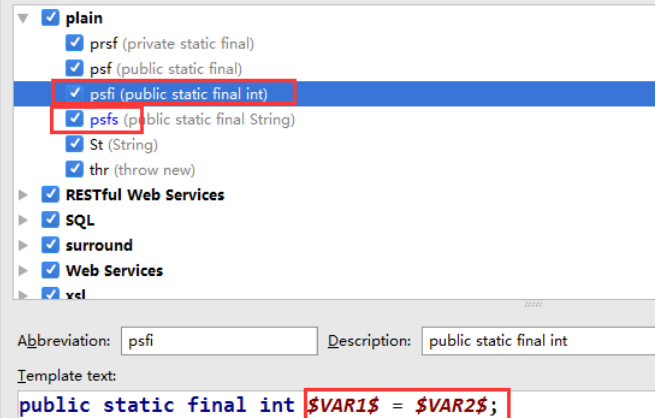 plain
prsf (private static final)
psf (public static final)
psfi (public static final int)
psfs (public static final String)
St (String)
thr (throw new)
RESTful Web Services
SQL
surround
Web Services
xsl
Abbreviation: psfi Description: public static final int
Template text:
public static final int $VAR1$ = $VAR2$;